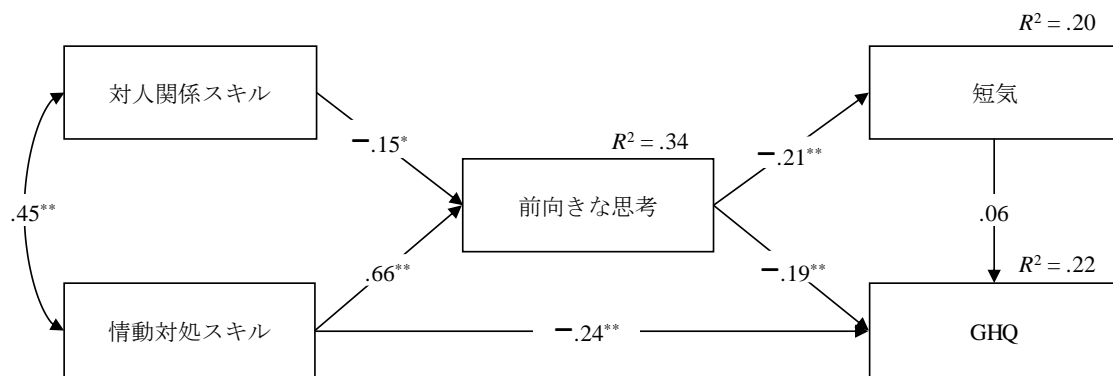 R² = .20
対人関係スキル
短気
−.15*
R² = .34
−.21**
前向きな思考
.45**
.06
.66**
−.19**
R² = .22
情動対処スキル
−.24**
GHQ